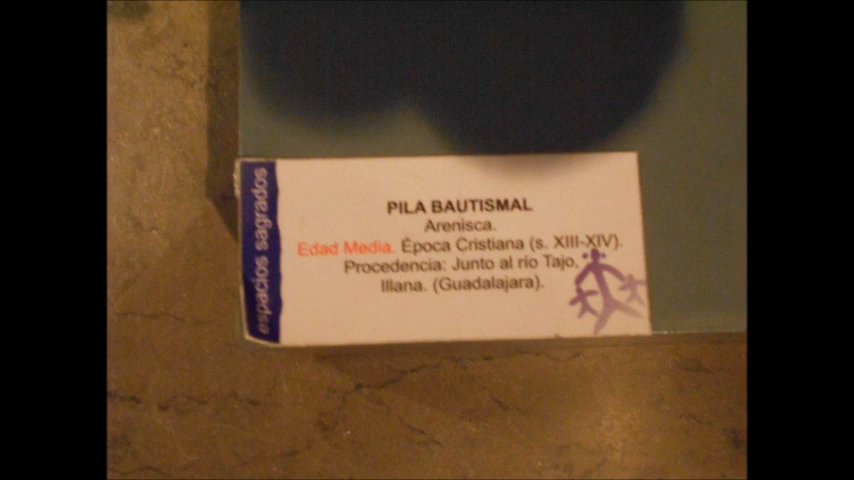 espacios sagrados
PILA BAUTISMAL
Arenisca.
Edad Media. Época Cristiana (s. XIII-XIV).
Procedencia: Junto al río Tajo,
Illana. (Guadalajara).